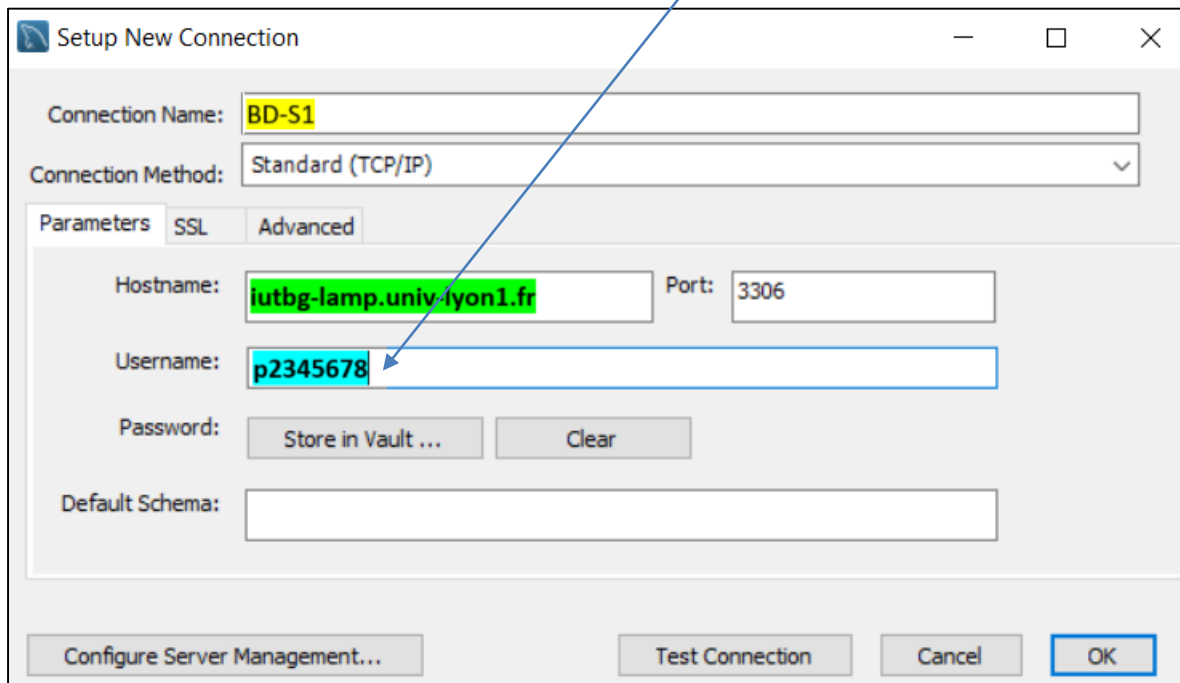 Setup New Connection
Connection Name: BD-S1
Connection Method: Standard (TCP/IP)
Parameters SSL Advanced
Hostname: iutbg-lamp.univ-lyon1.fr Port: 3306
Username: p2345678
Password: Store in Vault ... Clear
Default Schema:
Configure Server Management... Test Connection Cancel OK